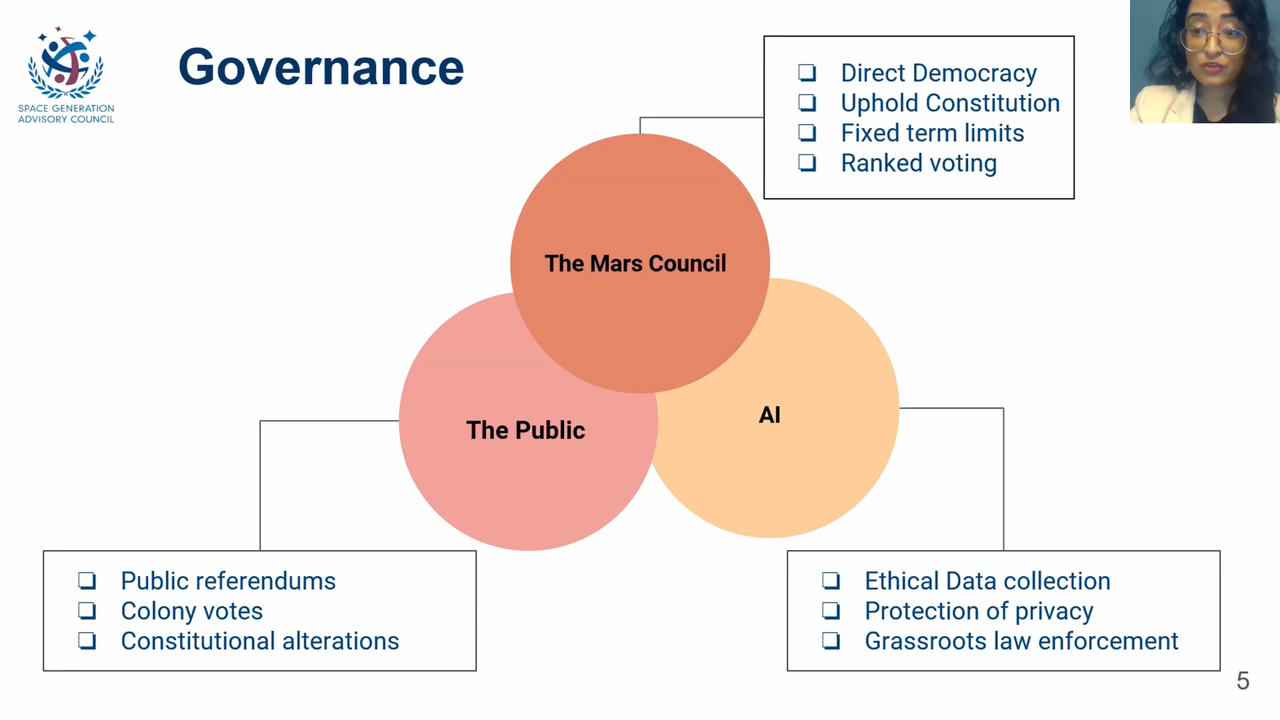 SPACE GENERATION
ADVISORY COUNCIL
Governance
❏ Direct Democracy
❏ Uphold Constitution
❏ Fixed term limits
❏ Ranked voting
The Mars Council
The Public
AI
❏ Public referendums
❏ Colony votes
❏ Constitutional alterations
❏ Ethical Data collection
❏ Protection of privacy
❏ Grassroots law enforcement
5